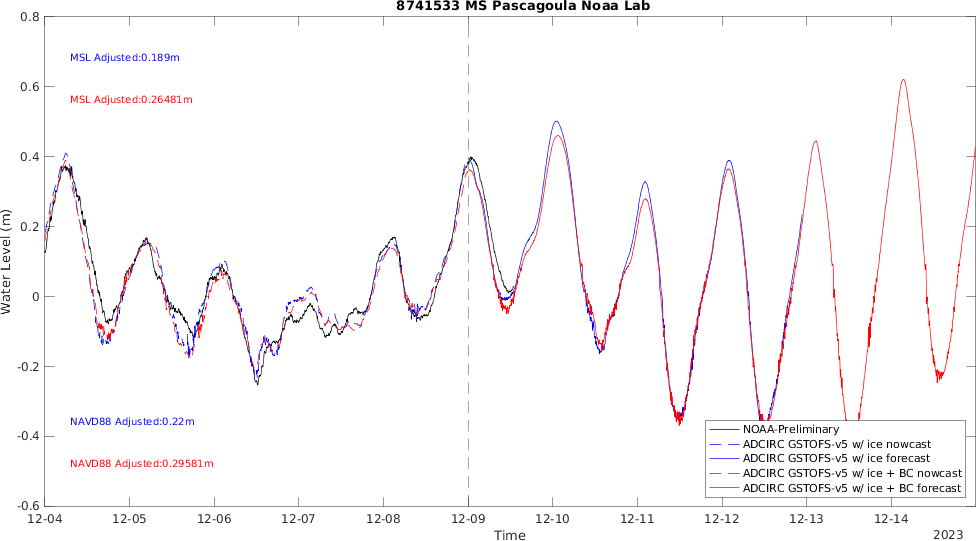 8741533 MS Pascagoula Noaa Lab
MSL Adjusted:0.189m
MSL Adjusted:0.26481m
NAVD88 Adjusted:0.22m
NAVD88 Adjusted:0.29581m
Water Level (m)
0.8
0.6
0.4
0.2
0
-0.2
-0.4
-0.6
NOAA-Preliminary
ADCIRC GSTOFS-v5 w/ ice nowcast
ADCIRC GSTOFS-v5 w/ ice forecast
ADCIRC GSTOFS-v5 w/ ice + BC nowcast
ADCIRC GSTOFS-v5 w/ ice + BC forecast
12-04 12-05 12-06 12-07 12-08 12-09 12-10 12-11 12-12 12-13 12-14
Time
2023